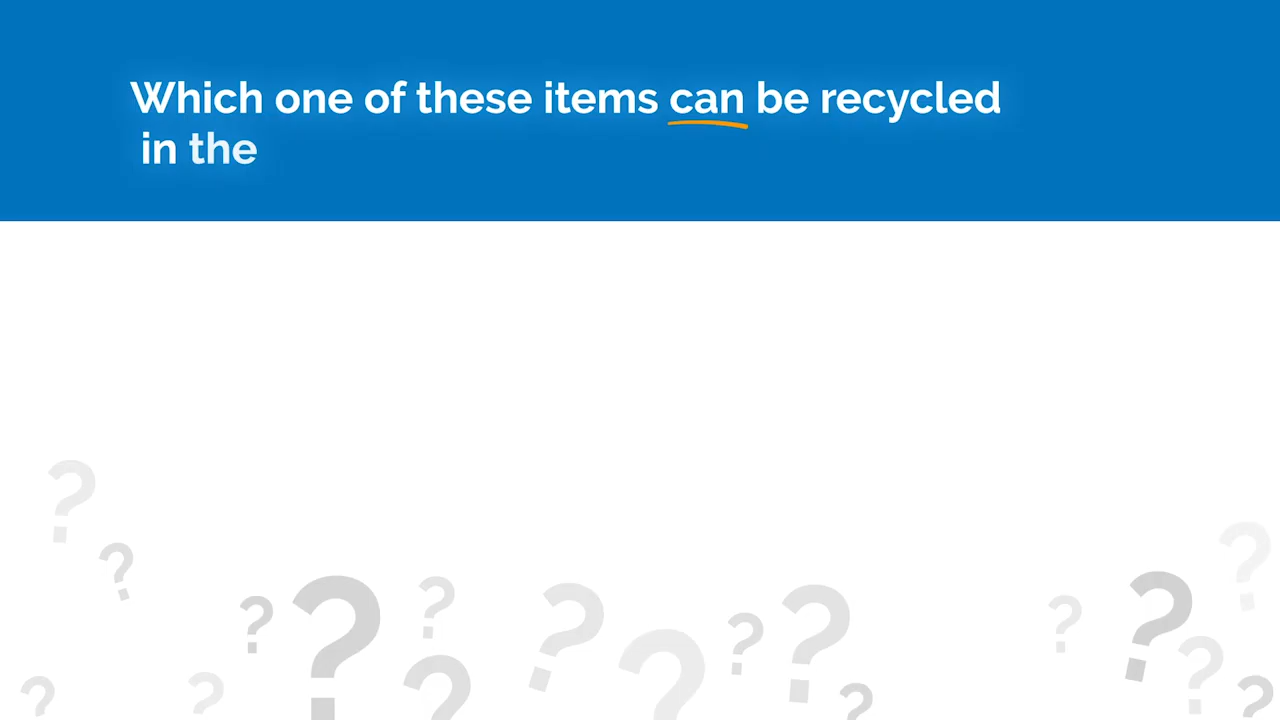 Which one of these items can be recycled
in the
? ? ? ? ? ? ? ? ? ? ? ? ? ? ? ? ?